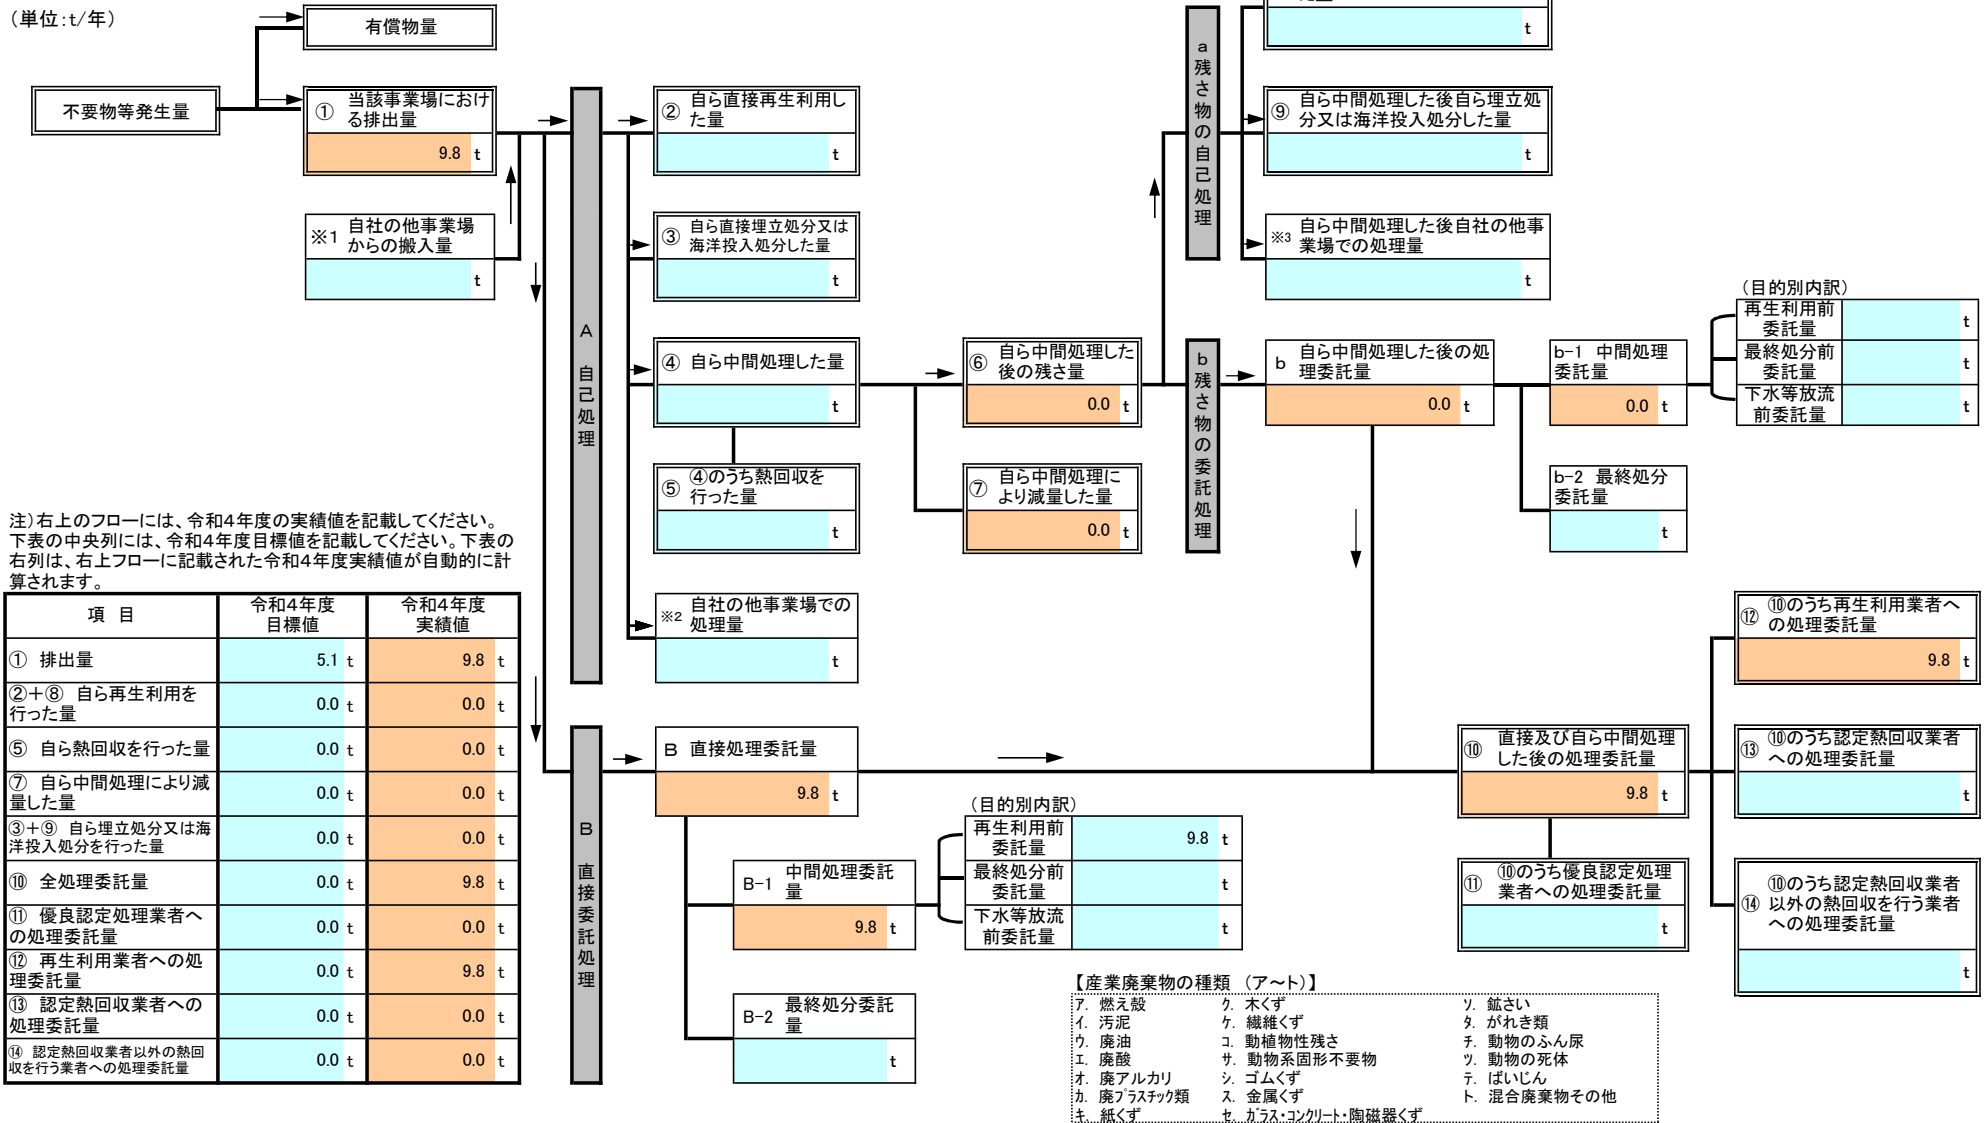 （単位:t/年）
有償物量
不要物等発生量
① 当該事業場におけ
る排出量
9.8 t
※1 自社の他事業場
からの搬入量
t
A 自己処理
② 自ら直接再生利用し
た量
t
③ 自ら直接埋立処分又は
海洋投入処分した量
t
④ 自ら中間処理した量
t
⑤ ④のうち熱回収を
行った量
t
※2 自社の他事業場での
処理量
t
⑥ 自ら中間処理した
後の残さ量
0.0 t
⑦ 自ら中間処理に
より減量した量
0.0 t
a残さ物の自己処理
t
⑨ 自ら中間処理した後自ら埋立処
分又は海洋投入処分した量
t
※3 自ら中間処理した後自社の他事
業場での処理量
t
b残さ物の委託処理
b 自ら中間処理した後の処
理委託量
0.0 t
b-1 中間処理
委託量
0.0 t
b-2 最終処分
委託量
t
（目的別内訳）
再生利用前
委託量
t
最終処分前
委託量
t
下水等放流
前委託量
t
注）右上のフローには、令和４年度の実績値を記載してください。
下表の中央列には、令和４年度目標値を記載してください。下表の
右列は、右上フローに記載された令和４年度実績値が自動的に計
算されます。
項 目
令和４年度
目標値
令和４年度
実績値
① 排出量 5.1 t 9.8 t
②＋⑧ 自ら再生利用を
行った量 0.0 t 0.0 t
⑤ 自ら熱回収を行った量 0.0 t 0.0 t
⑦ 自ら中間処理により減
量した量 0.0 t 0.0 t
③＋⑨ 自ら埋立処分又は海
洋投入処分を行った量 0.0 t 0.0 t
⑩ 全処理委託量 0.0 t 9.8 t
⑪ 優良認定処理業者へ
の処理委託量 0.0 t 0.0 t
⑫ 再生利用業者への処
理委託量 0.0 t 9.8 t
⑬ 認定熱回収業者への
処理委託量 0.0 t 0.0 t
⑭ 認定熱回収業者以外の熱回
収を行う業者への処理委託量 0.0 t 0.0 t
B 直接委託処理
B 直接処理委託量
9.8 t
B-1 中間処理委託
量
9.8 t
B-2 最終処分委託
量
t
（目的別内訳）
再生利用前
委託量
9.8 t
最終処分前
委託量
t
下水等放流
前委託量
t
⑩ 直接及び自ら中間処理
した後の処理委託量
9.8 t
⑪ ⑩のうち優良認定処理
業者への処理委託量
t
⑫ ⑩のうち再生利用業者へ
の処理委託量
9.8 t
⑬ ⑩のうち認定熱回収業者
への処理委託量
t
⑭ ⑩のうち認定熱回収業者
以外の熱回収を行う業者
への処理委託量
t
【産業廃棄物の種類 （ア～ト）】
ア. 燃え殻 ク. 木くず ソ. 鉱さい
イ. 汚泥 ケ. 繊維くず タ. がれき類
ウ. 廃油 コ. 動植物性残さ チ. 動物のふん尿
エ. 廃酸 サ. 動物系固形不要物 ツ. 動物の死体
オ. 廃アルカリ シ. ゴムくず テ. ばいじん
カ. 廃プラスチック類 ス. 金属くず ト. 混合廃棄物その他
キ. 紙くず セ. ガラス・コンクリート・陶磁器くず